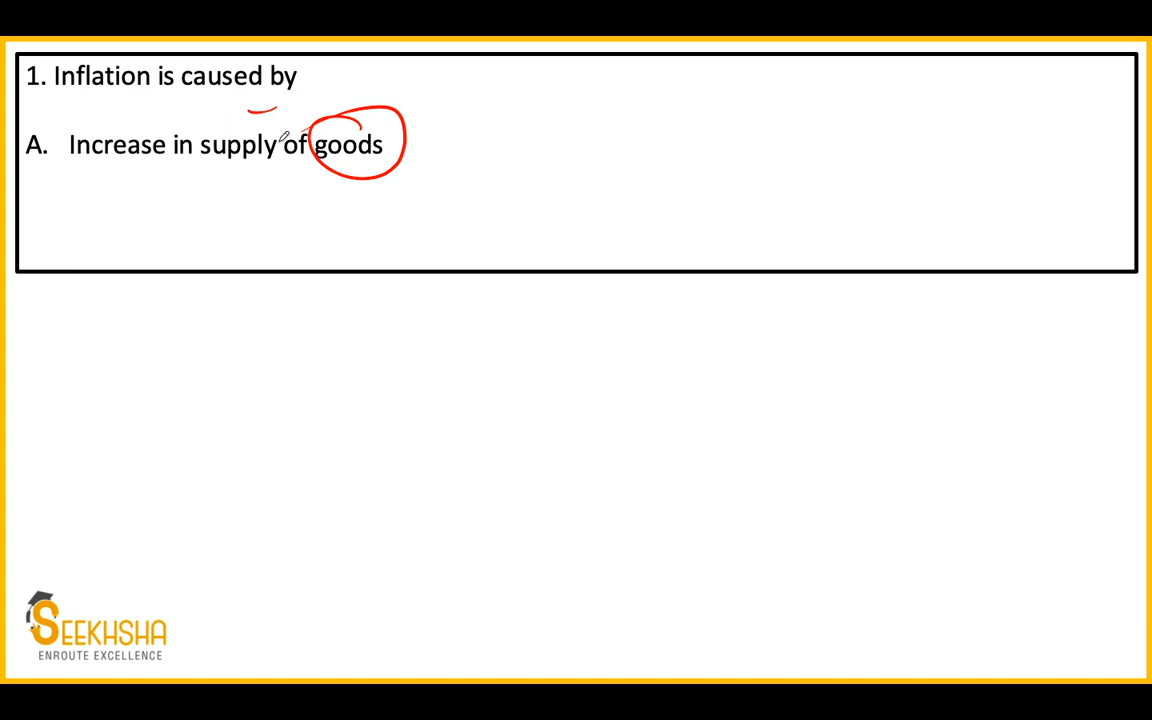 1. Inflation is caused by
A. Increase in supply of goods
SEEKHSHA
ENROUTE EXCELLENCE